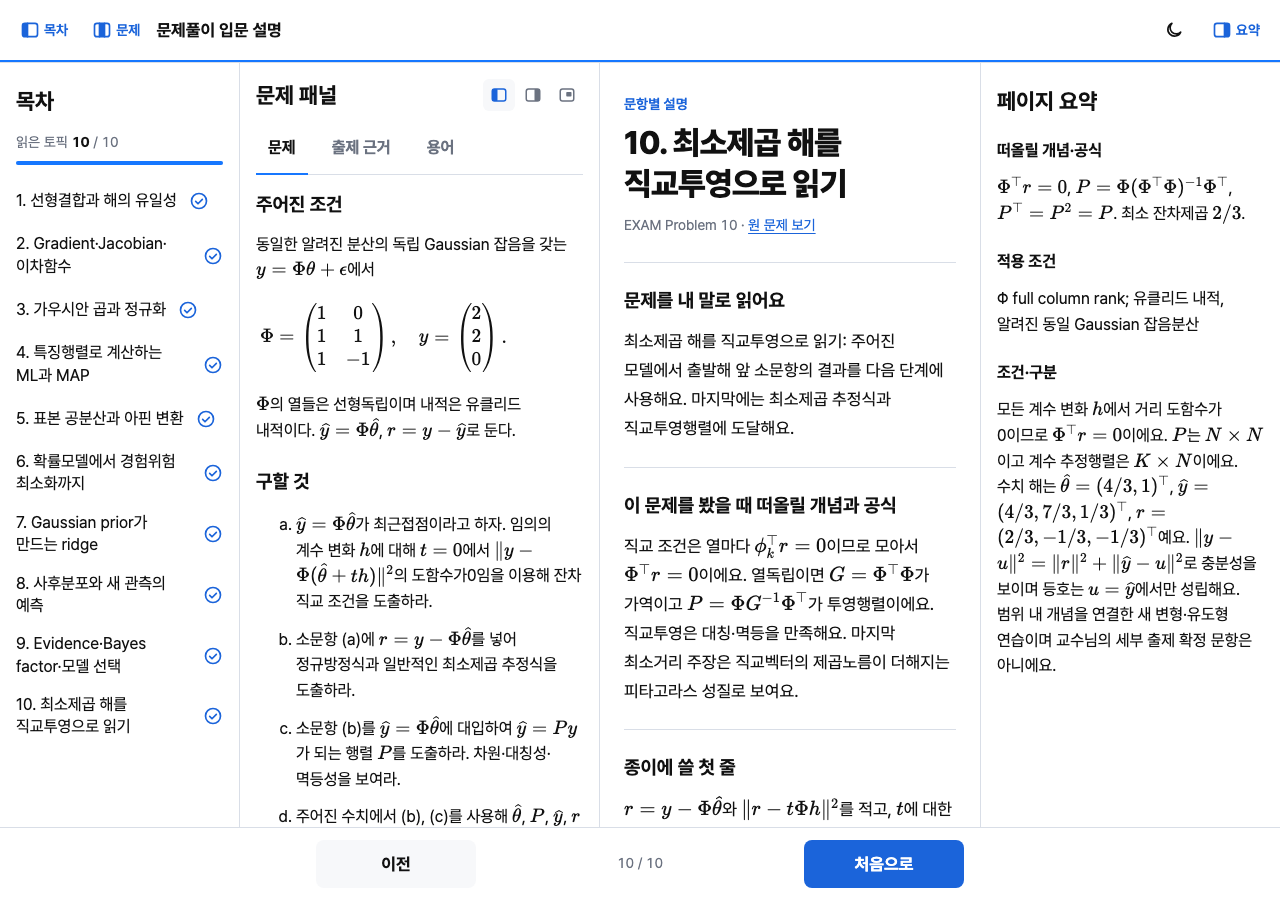 목차 문제 문제풀이 입문 설명 요약
목차
읽은 토픽 10 / 10
1. 선형결합과 해의 유일성
2. Gradient·Jacobian·
이차함수
3. 가우시안 곱과 정규화
4. 특징행렬로 계산하는
ML과 MAP
5. 표본 공분산과 아핀 변환
6. 확률모델에서 경험위험
최소화까지
7. Gaussian prior가
만드는 ridge
8. 사후분포와 새 관측의
예측
9. Evidence·Bayes
factor·모델 선택
10. 최소제곱 해를
직교투영으로 읽기
문제 패널
문제 출제 근거 용어
주어진 조건
동일한 알려진 분산의 독립 Gaussian 잡음을 갖는
y = Φθ + ϵ에서
Φ = (1 0; 1 1; 1 −1), y = (2; 2; 0).
Φ의 열들은 선형독립이며 내적은 유클리드
내적이다. ŷ = Φθ̂, r = y − ŷ로 둔다.
구할 것
a. ŷ = Φθ̂가 최근접점이라고 하자. 임의의
계수 변화 h에 대해 t = 0에서 ∥y −
Φ(θ̂ + th)∥²의 도함수가0임을 이용해 잔차
직교 조건을 도출하라.
b. 소문항 (a)에 r = y − Φθ̂를 넣어
정규방정식과 일반적인 최소제곱 추정식을
도출하라.
c. 소문항 (b)를 ŷ = Φθ̂에 대입하여 ŷ = Py
가 되는 행렬 P를 도출하라. 차원·대칭성·
멱등성을 보여라.
d. 주어진 수치에서 (b), (c)를 사용해 θ̂, P, ŷ, r
문항별 설명
10. 최소제곱 해를
직교투영으로 읽기
EXAM Problem 10 · 원 문제 보기
문제를 내 말로 읽어요
최소제곱 해를 직교투영으로 읽기: 주어진
모델에서 출발해 앞 소문항의 결과를 다음 단계에
사용해요. 마지막에는 최소제곱 추정식과
직교투영행렬에 도달해요.
이 문제를 봤을 때 떠올릴 개념과 공식
직교 조건은 열마다 ϕₖ⊤r = 0이므로 모아서
Φ⊤r = 0이에요. 열독립이면 G = Φ⊤Φ가
가역이고 P = ΦG⁻¹Φ⊤가 투영행렬이에요.
직교투영은 대칭·멱등을 만족해요. 마지막
최소거리 주장은 직교벡터의 제곱노름이 더해지는
피타고라스 성질로 보여요.
종이에 쓸 첫 줄
r = y − Φθ̂와 ∥r − tΦh∥²를 적고, t에 대한
페이지 요약
떠올릴 개념·공식
Φ⊤r = 0, P = Φ(Φ⊤Φ)⁻¹Φ⊤,
P⊤ = P² = P. 최소 잔차제곱 2/3.
적용 조건
Φ full column rank; 유클리드 내적,
알려진 동일 Gaussian 잡음분산
조건·구분
모든 계수 변화 h에서 거리 도함수가
0이므로 Φ⊤r = 0이에요. P는 N × N
이고 계수 추정행렬은 K × N이에요.
수치 해는 θ̂ = (4/3, 1)⊤, ŷ =
(4/3, 7/3, 1/3)⊤, r =
(2/3, −1/3, −1/3)⊤예요. ∥y −
u∥² = ∥r∥² + ∥ŷ − u∥²로 충분성을
보이며 등호는 u = ŷ에서만 성립해요.
범위 내 개념을 연결한 새 변형·유도형
연습이며 교수님의 세부 출제 확정 문항은
아니에요.
이전 10 / 10 처음으로